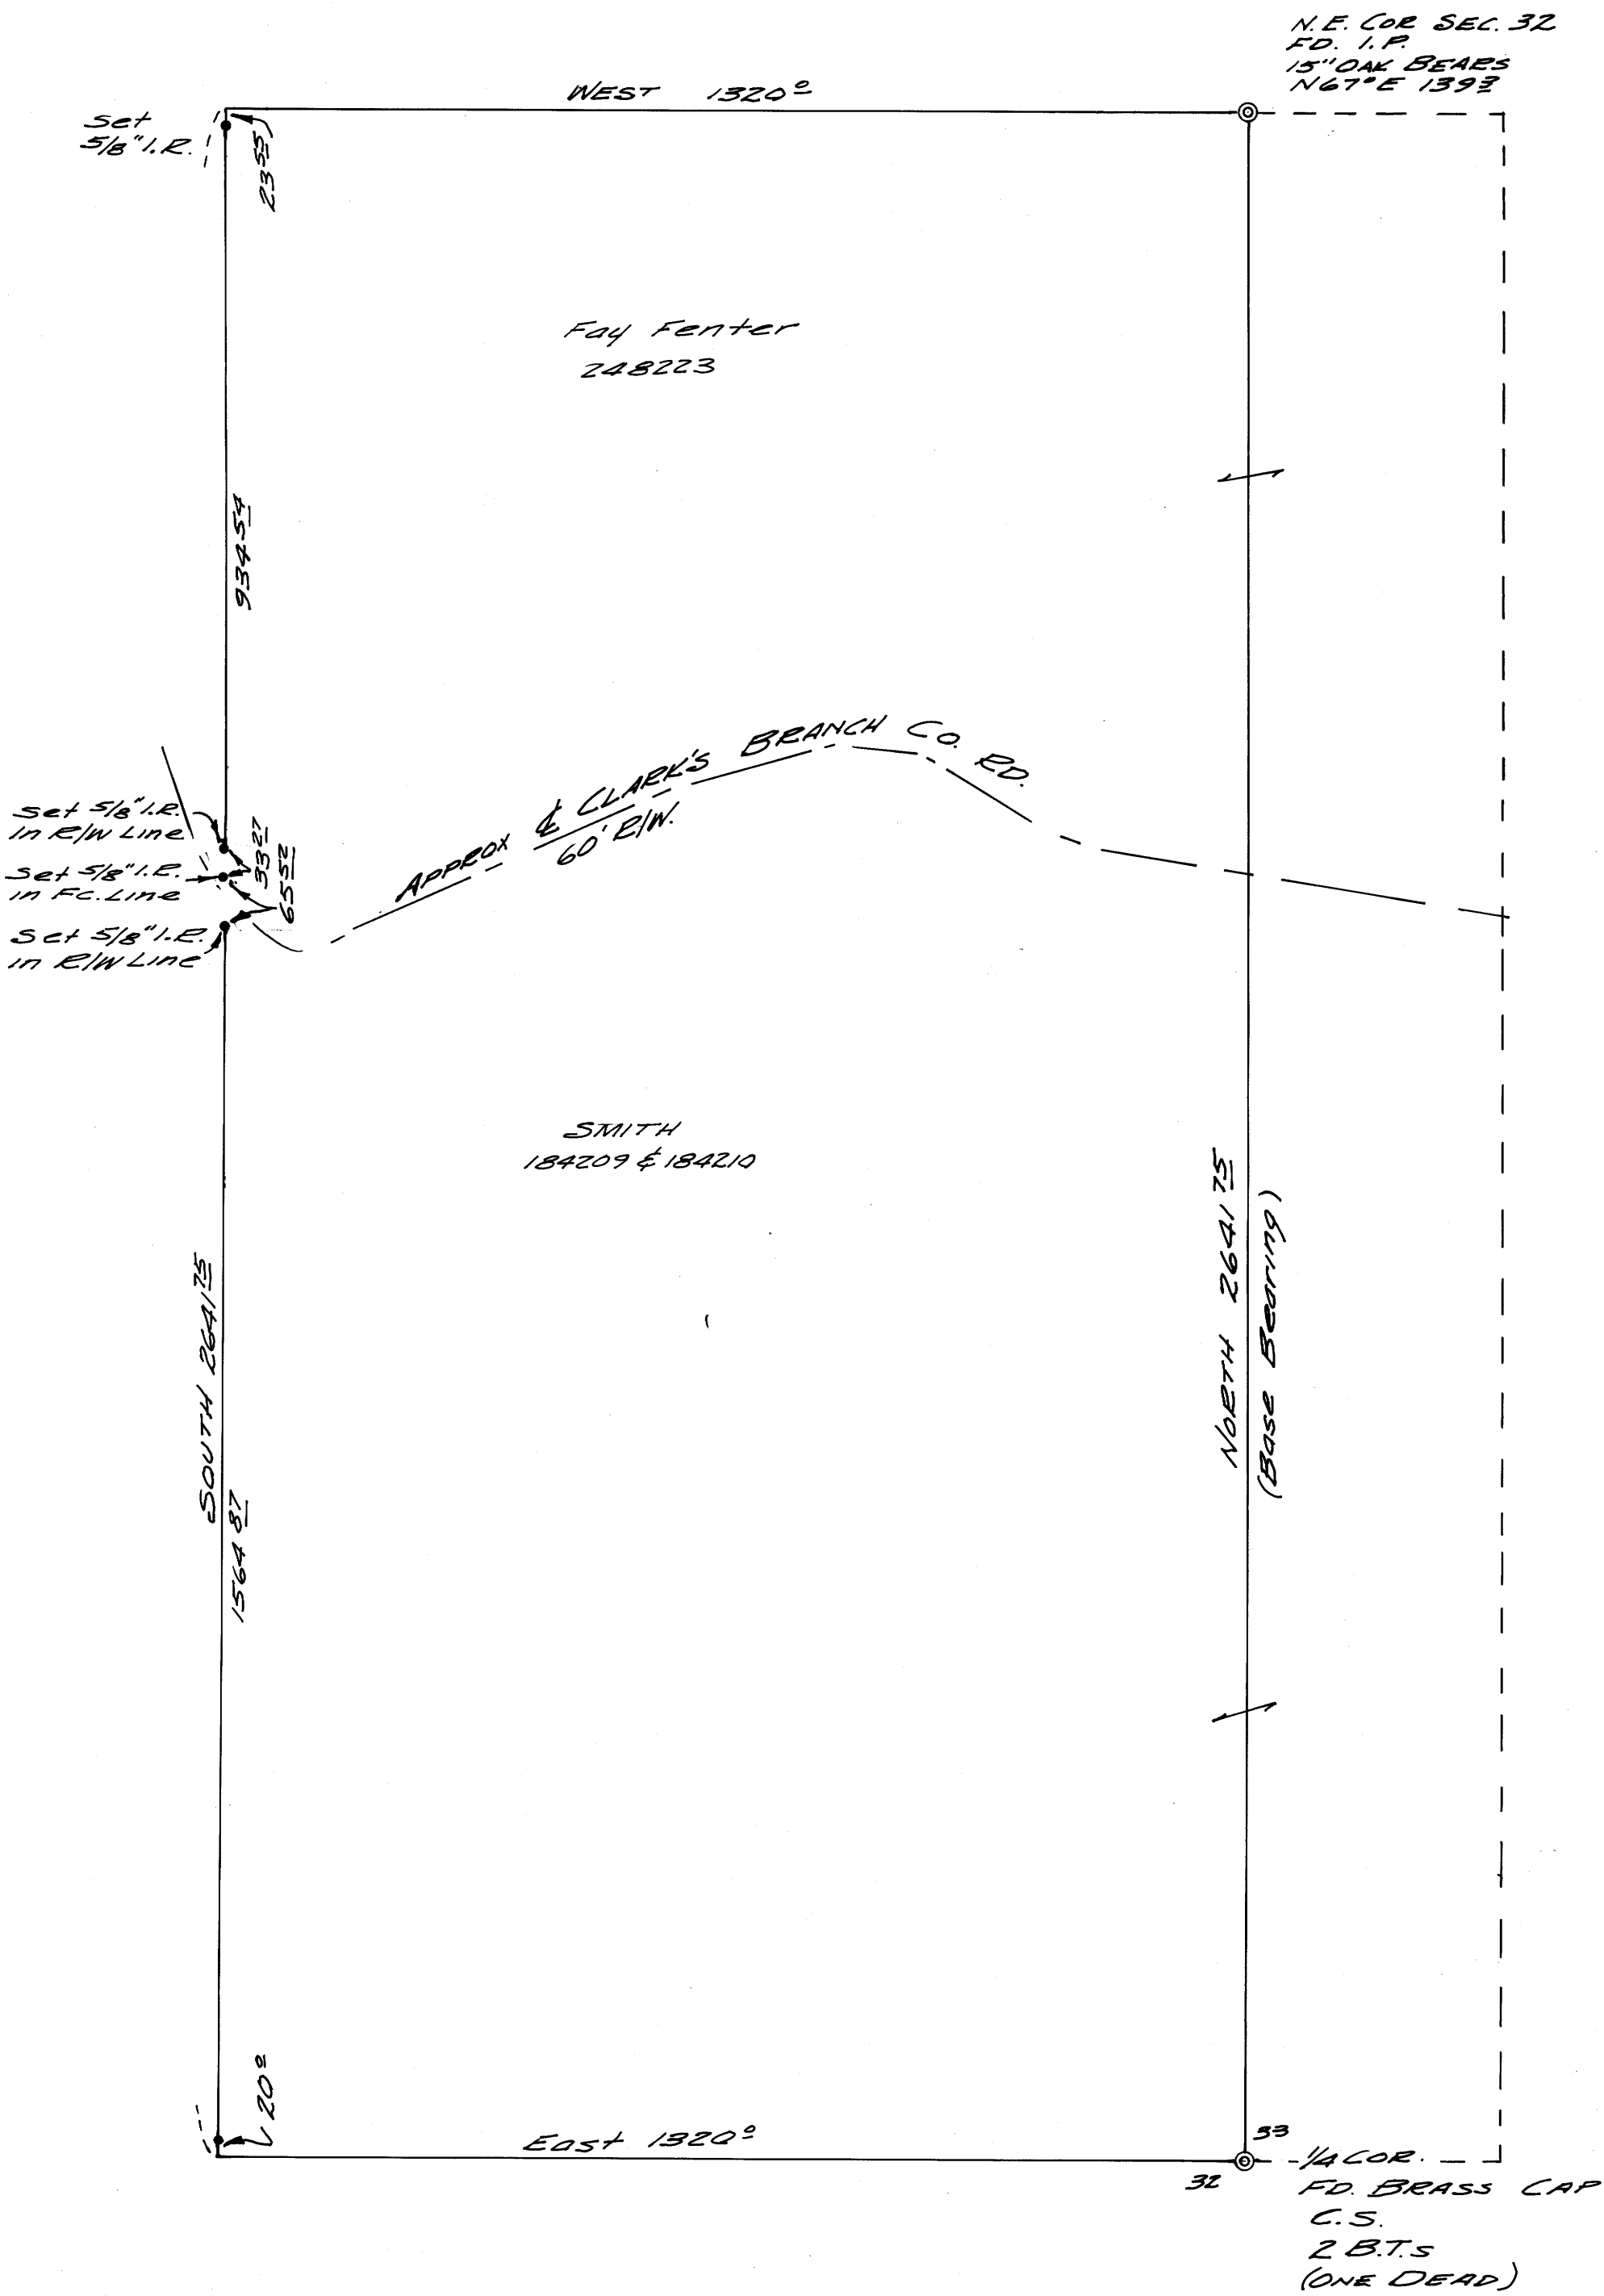 N.E. COR SEC. 32
FD. I.P.
15" OAK BEARS
N67°E 139 3
WEST 1320 0
Set
5/8" I.R.
23 55
Fay Fenter
248223
934 54
APPROX ℄ CLARK'S BRANCH CO. RD.
60' R/W.
Set 5/8" I.R.
in R/W Line
33 27
Set 5/8" I.R.
in FC. Line
65 52
Set 5/8" I.R.
in R/W Line
SMITH
184209 & 184210
SOUTH 2641 75
1564 87
NORTH 2641 75
(Base Bearing)
20 0
East 1320 0
33
32
1/4 COR.
FD. BRASS CAP
C.S.
2 B.T.s
(ONE DEAD)